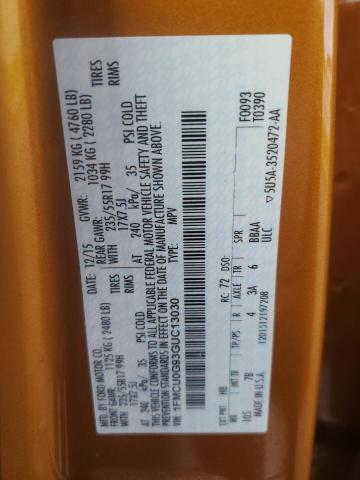 MFD. BY FORD MOTOR CO.
12/15 GVWR: 2159 KG ( 4760 LB)
FRONT GAWR: 1125 KG ( 2480 LB) REAR GAWR: 1034 KG ( 2280 LB)
WITH 235/55R17 99H TIRES WITH 235/55R17 99H TIRES
17X7.5J RIMS 17X7.5J RIMS
AT 240 kPa/ 35 PSI COLD AT 240 kPa/ 35 PSI COLD
THIS VEHICLE CONFORMS TO ALL APPLICABLE FEDERAL MOTOR VEHICLE SAFETY AND THEFT
PREVENTION STANDARDS IN EFFECT ON THE DATE OF MANUFACTURE SHOWN ABOVE.
VIN: 1FMCU0G93GUC13030
TYPE: MPV
F0093
T0390
EXT PNT: HB RC: 72 DSO:
TR TP/PS R AXLE TR SPR
105 7B 4 3A 6 BBAA
ULC
MADE IN U.S.A. 1201512197208
5U5A-3520472-AA